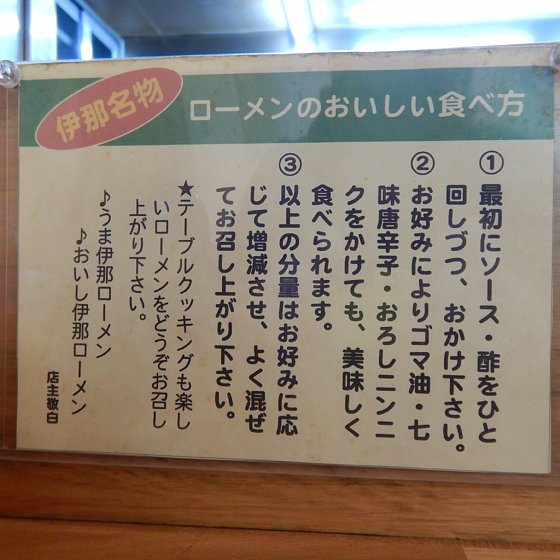 伊那名物
ローメンのおいしい食べ方
① 最初にソース・酢をひと
回しづつ、おかけ下さい。
② お好みによりゴマ油・七
味唐辛子・おろしニンニ
クをかけても、美味しく
食べられます。
③ 以上の分量はお好みに応
じて増減させ、よく混ぜ
てお召し上がり下さい。
★テーブルクッキングも楽し
いローメンをどうぞお召し
上がり下さい。
♪うま伊那ローメン
♪おいし伊那ローメン
店主敬白